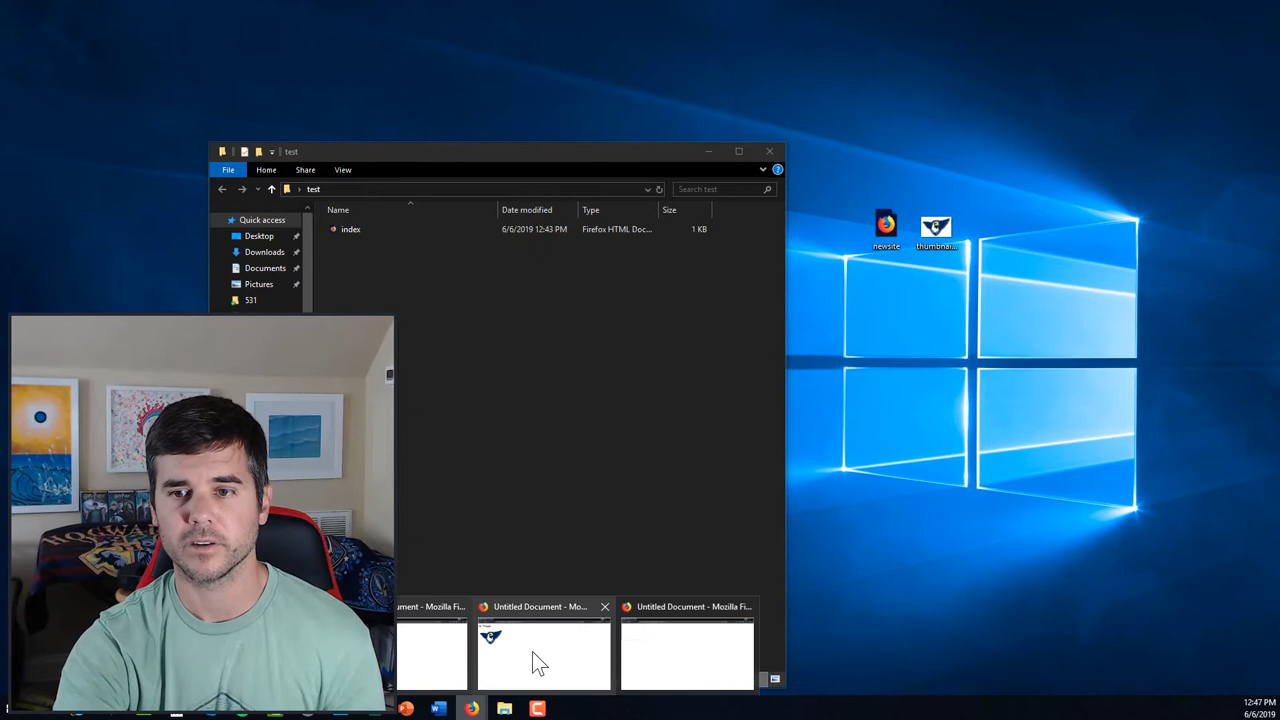 test
File Home Share View
test
Search test
Name Date modified Type Size
Quick access
index 6/6/2019 12:43 PM Firefox HTML Doc... 1 KB
Desktop
Downloads
Documents
Pictures
531
newsite
thumbnai...
HOGWAR
ument - Mozilla Fi...
Untitled Document - Mo...
Untitled Document - Mozilla Fi...
12:47 PM
6/6/2019